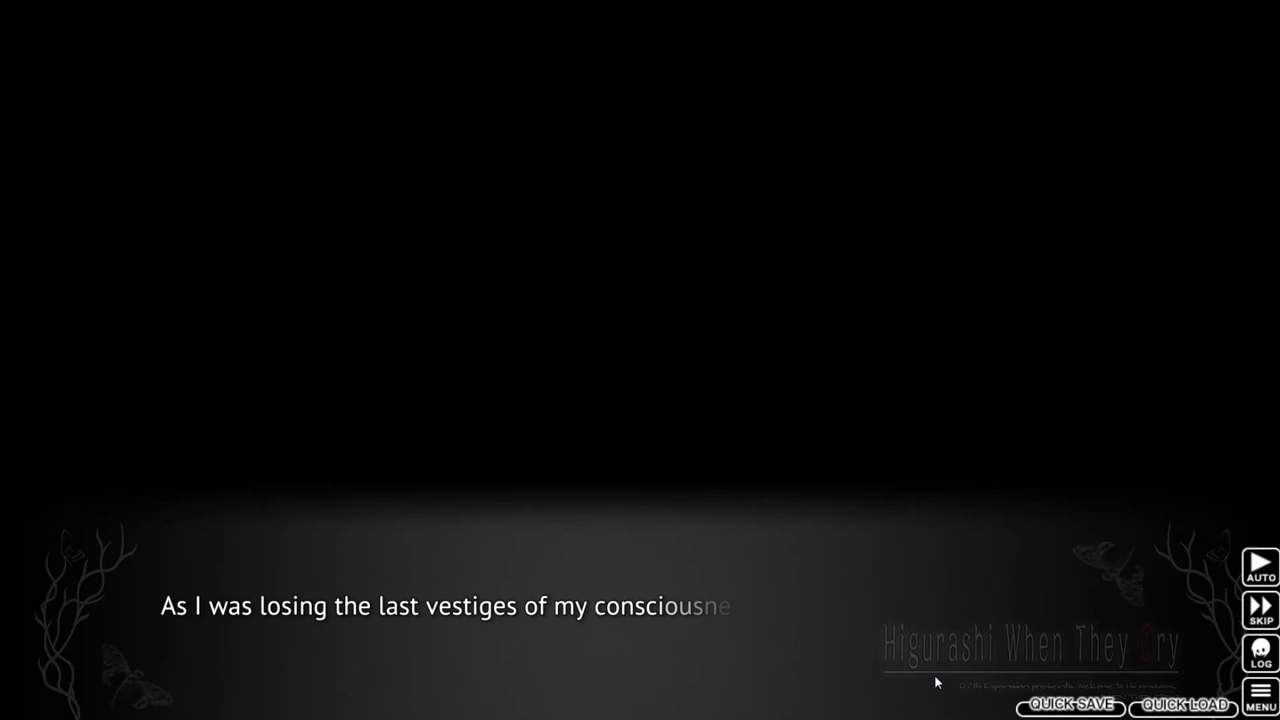 As I was losing the last vestiges of my consciousne
Higurashi When They Cry
AUTO
SKIP
LOG
MENU
QUICK SAVE
QUICK LOAD